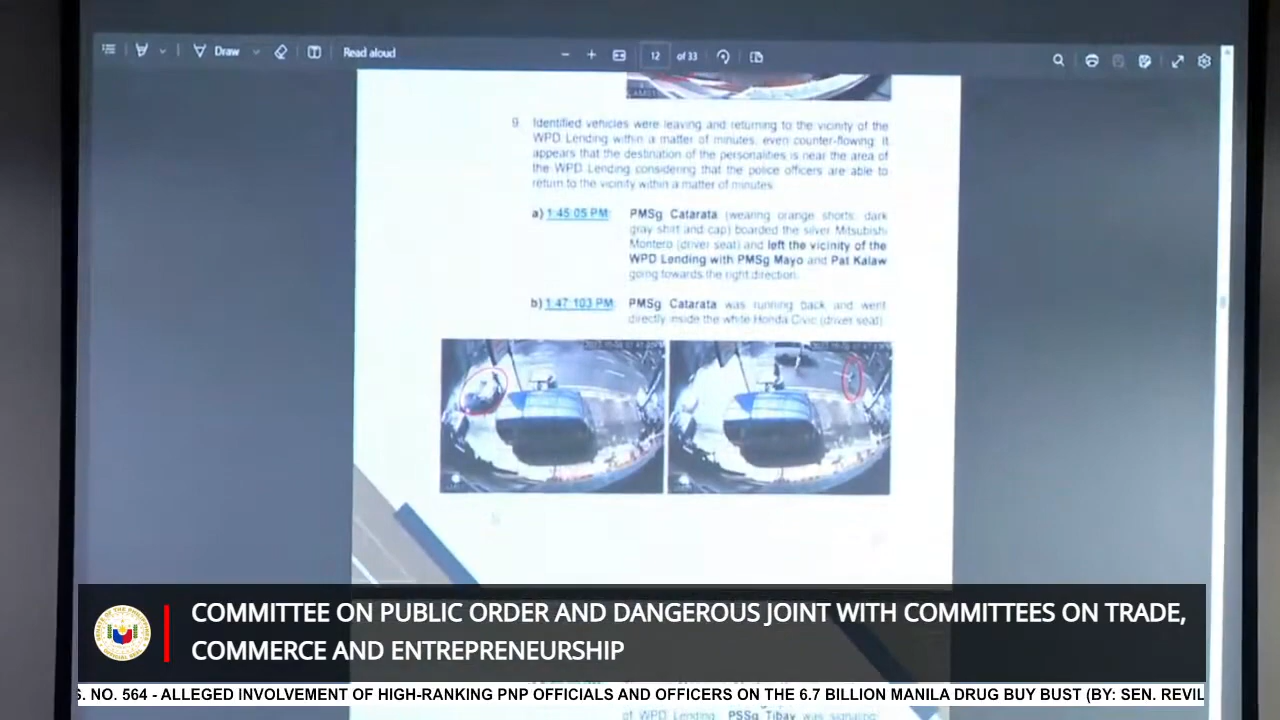 Draw
Read aloud
12 of 33
9. Identified vehicles were leaving and returning to the vicinity of the
WPD Lending within a matter of minutes, even counter-flowing. It
appears that the destination of the personalities is near the area of
the WPD Lending considering that the police officers are able to
return to the vicinity within a matter of minutes
a) 1:45:05 PM: PMSg Catarata (wearing orange shorts, dark
gray shirt and cap) boarded the silver Mitsubishi
Montero (driver seat) and left the vicinity of the
WPD Lending with PMSg Mayo and Pat Kalaw
going towards the right direction.
b) 1:47:103 PM: PMSg Catarata was running back and went
directly inside the white Honda Civic (driver seat)
COMMITTEE ON PUBLIC ORDER AND DANGEROUS JOINT WITH COMMITTEES ON TRADE,
COMMERCE AND ENTREPRENEURSHIP
S. NO. 564 - ALLEGED INVOLVEMENT OF HIGH-RANKING PNP OFFICIALS AND OFFICERS ON THE 6.7 BILLION MANILA DRUG BUY BUST (BY: SEN. REVIL
of WPD Lending. PSSg Tibay was signaling